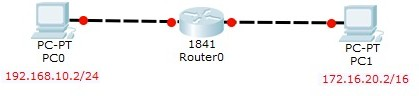 PC-PT
PC0
192.168.10.2/24
1841
Router0
PC-PT
PC1
172.16.20.2/16